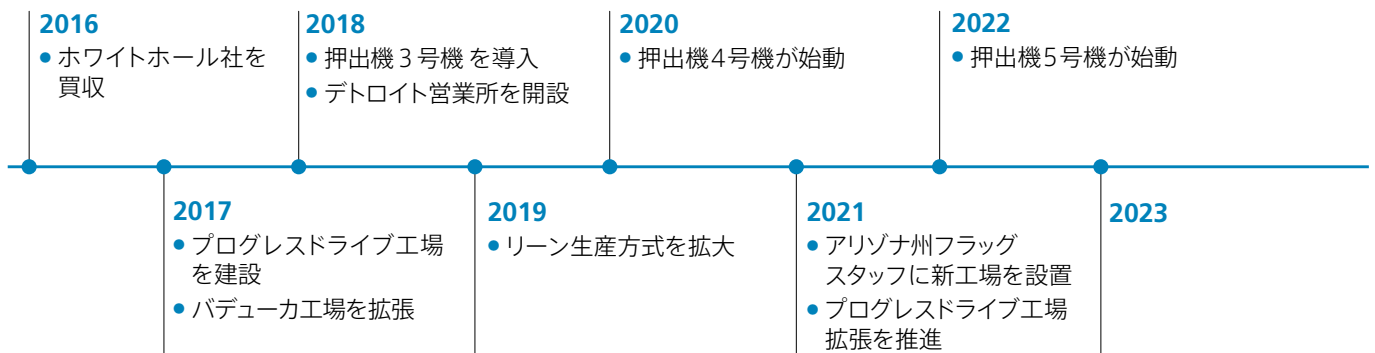 2016
● ホワイトホール社を
買収
2018
● 押出機3号機を導入
● デトロイト営業所を開設
2020
● 押出機4号機が始動
2022
● 押出機5号機が始動
2017
● プログレスドライブ工場
を建設
● バデューカ工場を拡張
2019
● リーン生産方式を拡大
2021
● アリゾナ州フラッグ
スタッフに新工場を設置
● プログレスドライブ工場
拡張を推進
2023